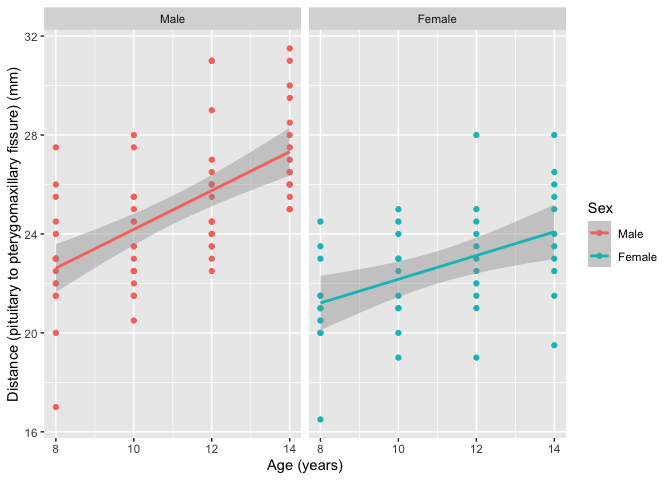 Male
Female
32
28
24
20
16
Distance (pituitary to pterygomaxillary fissure) (mm)
8
10
12
14
8
10
12
14
Age (years)
Sex
Male
Female